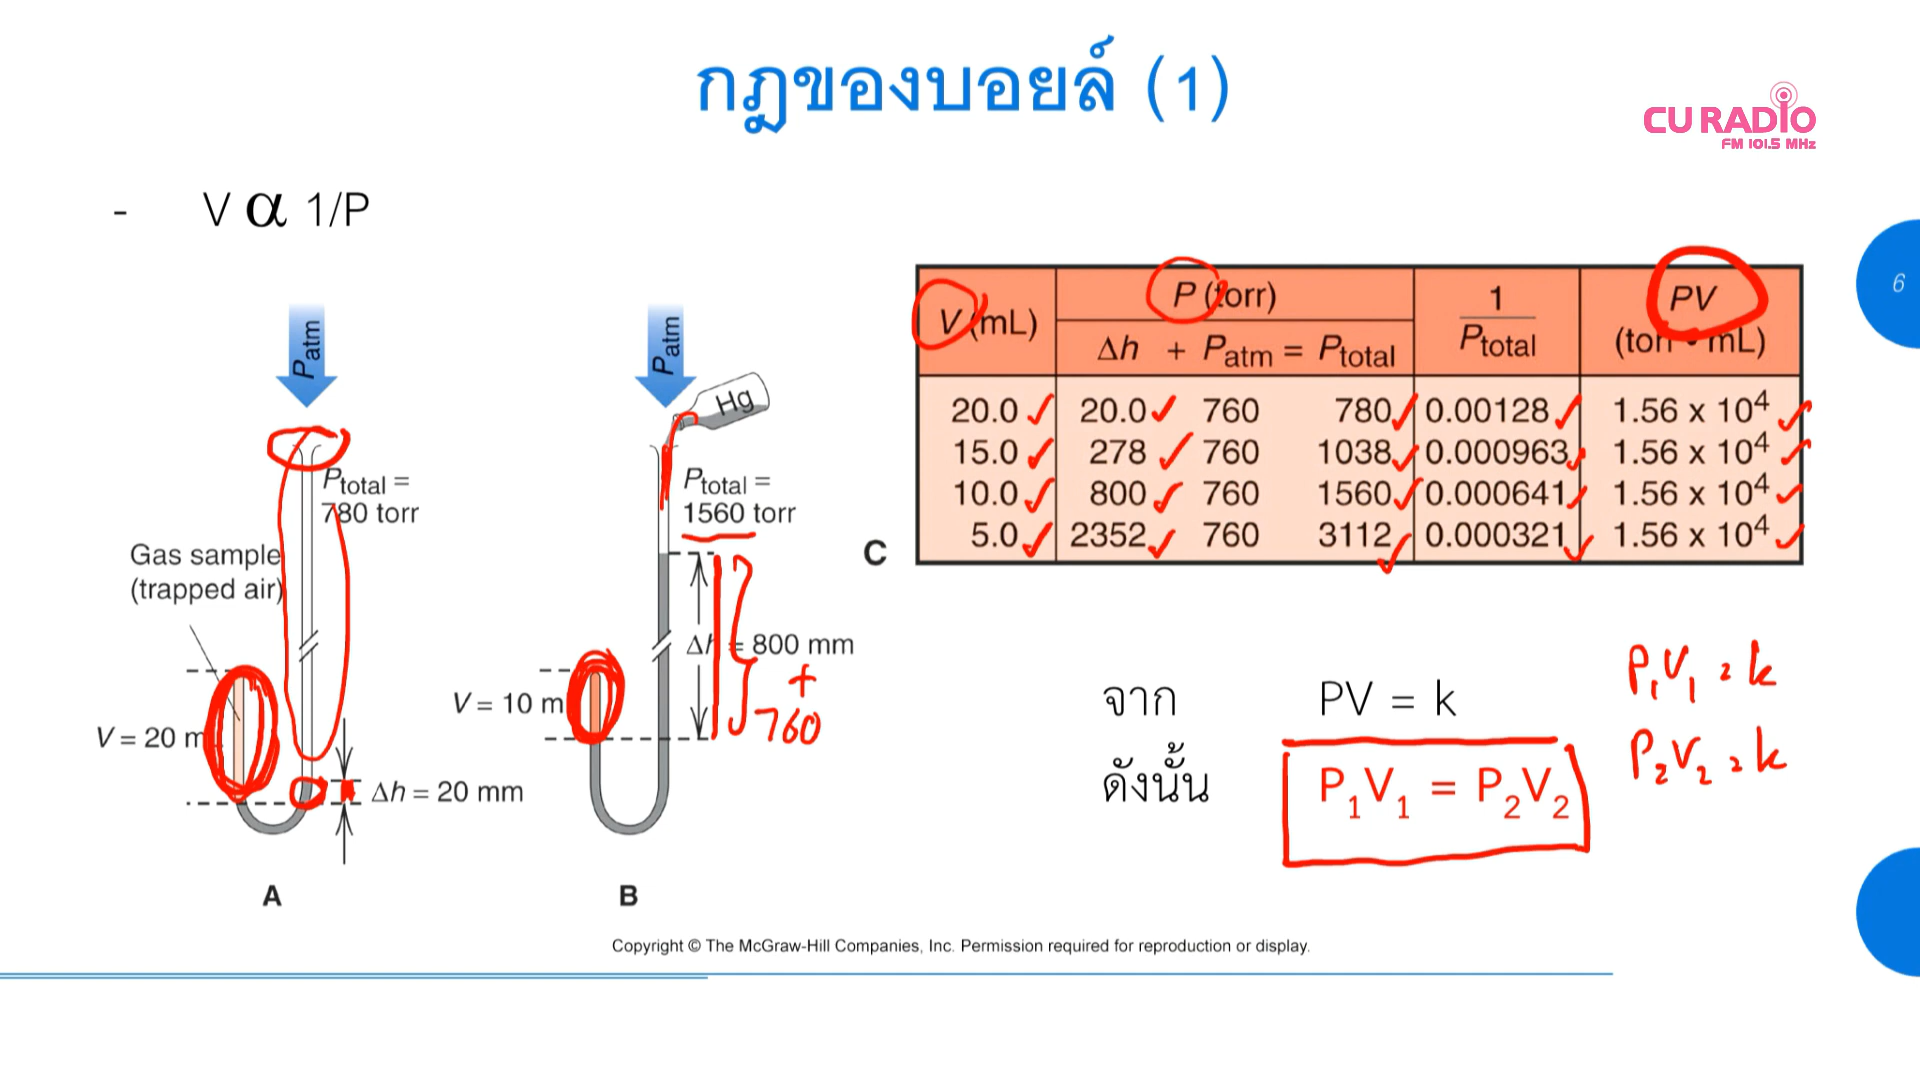 กฎของบอยล์ (1)
CU RADIO
FM 101.5 MHz
- V α 1/P
6
Patm
Patm
Hg
Ptotal =
780 torr
Ptotal =
1560 torr
Gas sample
(trapped air)
V = 20 m
Δh = 20 mm
A
V = 10 m
Δh = 800 mm
+
760
B
C
V (mL) P (torr) 1/Ptotal PV (torr • mL)
Δh + Patm = Ptotal
20.0 20.0 760 780 0.00128 1.56 x 10⁴
15.0 278 760 1038 0.000963 1.56 x 10⁴
10.0 800 760 1560 0.000641 1.56 x 10⁴
5.0 2352 760 3112 0.000321 1.56 x 10⁴
จาก PV = k
ดังนั้น P₁V₁ = P₂V₂
P₁V₁ = k
P₂V₂ = k
Copyright © The McGraw-Hill Companies, Inc. Permission required for reproduction or display.